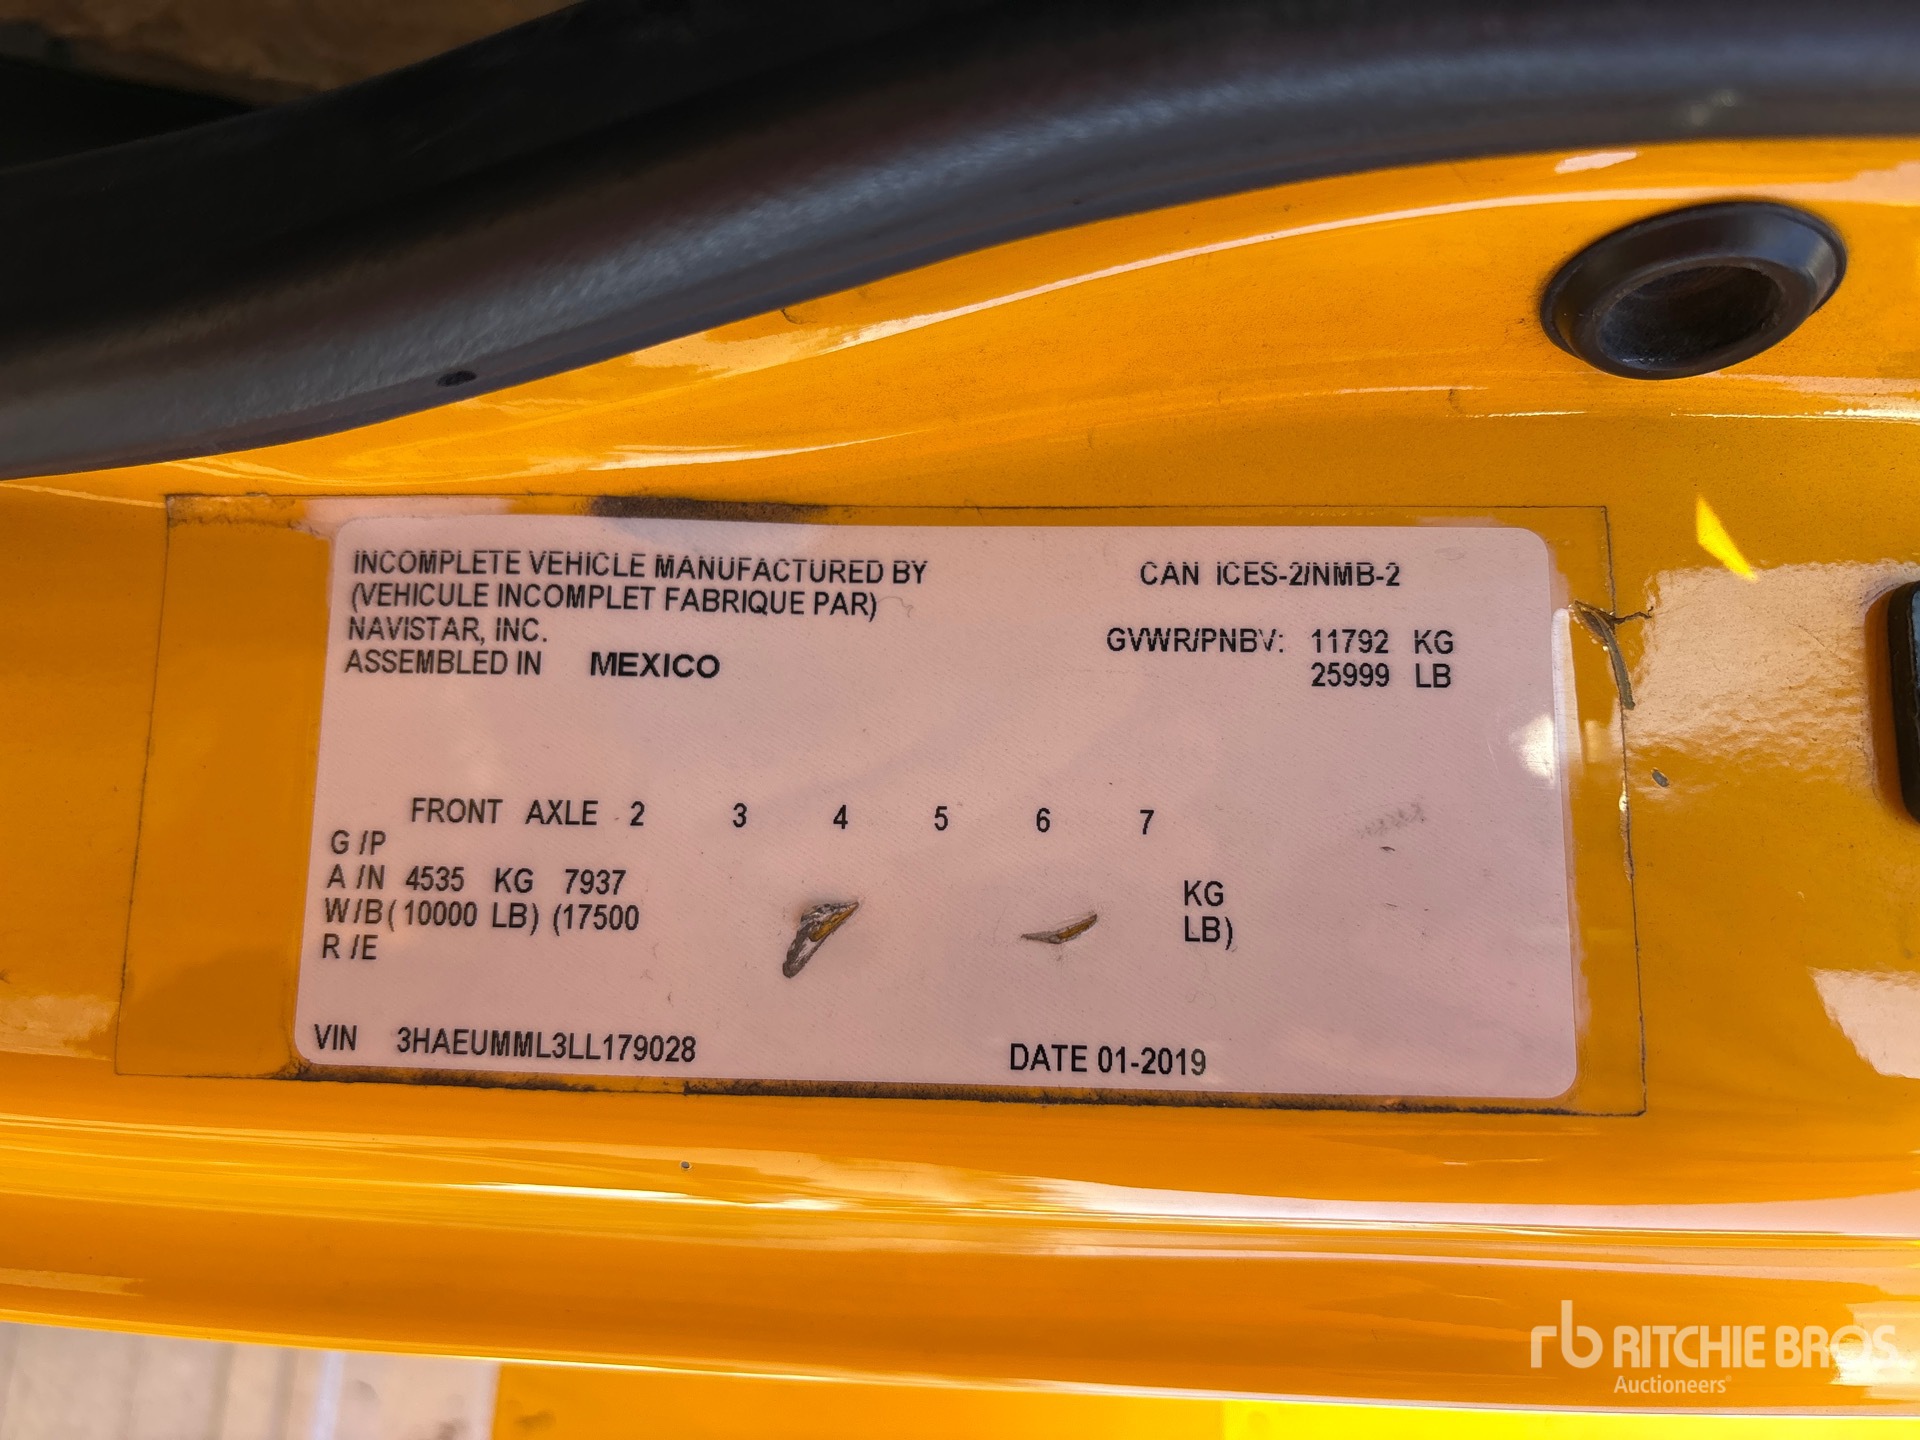 INCOMPLETE VEHICLE MANUFACTURED BY
(VEHICULE INCOMPLET FABRIQUE PAR)
NAVISTAR, INC.
ASSEMBLED IN MEXICO
CAN ICES-2/NMB-2
GVWR/PNBV: 11792 KG
25999 LB
FRONT AXLE 2 3 4 5 6 7
G /P
A /N 4535 KG 7937 KG
W/B (10000 LB) (17500 LB)
R /E
VIN 3HAEUMML3LL179028
DATE 01-2019
rb RITCHIE BROS
Auctioneers